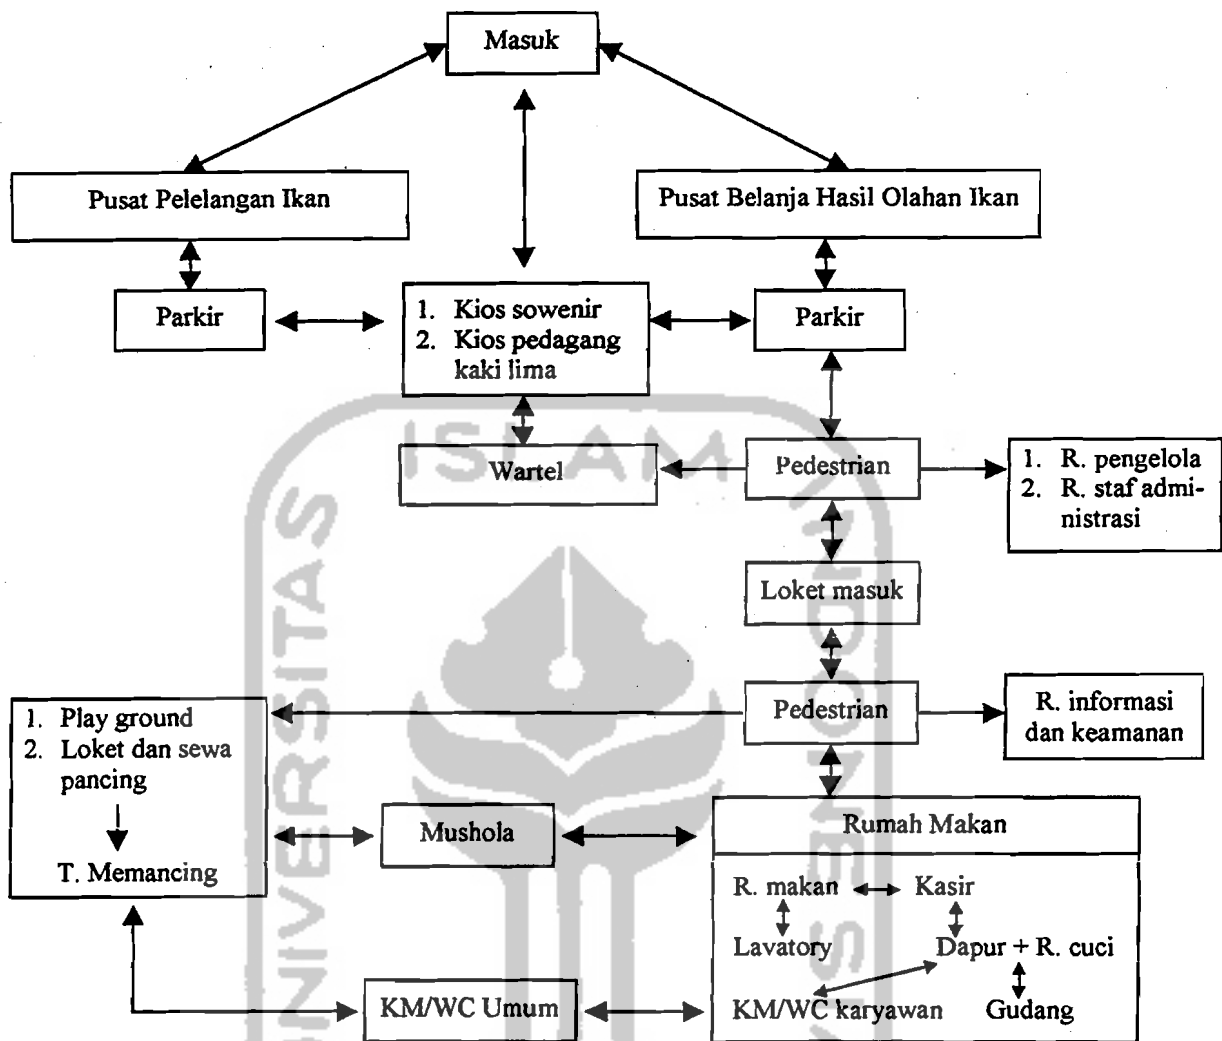 Masuk
Pusat Pelelangan Ikan
Pusat Belanja Hasil Olahan Ikan
Parkir
1. Kios sowenir
2. Kios pedagang
kaki lima
Parkir
Wartel
Pedestrian
1. R. pengelola
2. R. staf admi-
nistrasi
Loket masuk
1. Play ground
2. Loket dan sewa
pancing
T. Memancing
Pedestrian
R. informasi
dan keamanan
Mushola
Rumah Makan
R. makan
Kasir
Lavatory
Dapur + R. cuci
KM/WC karyawan
Gudang
KM/WC Umum
UNIVERSITAS
ISLAM
INDONESIA